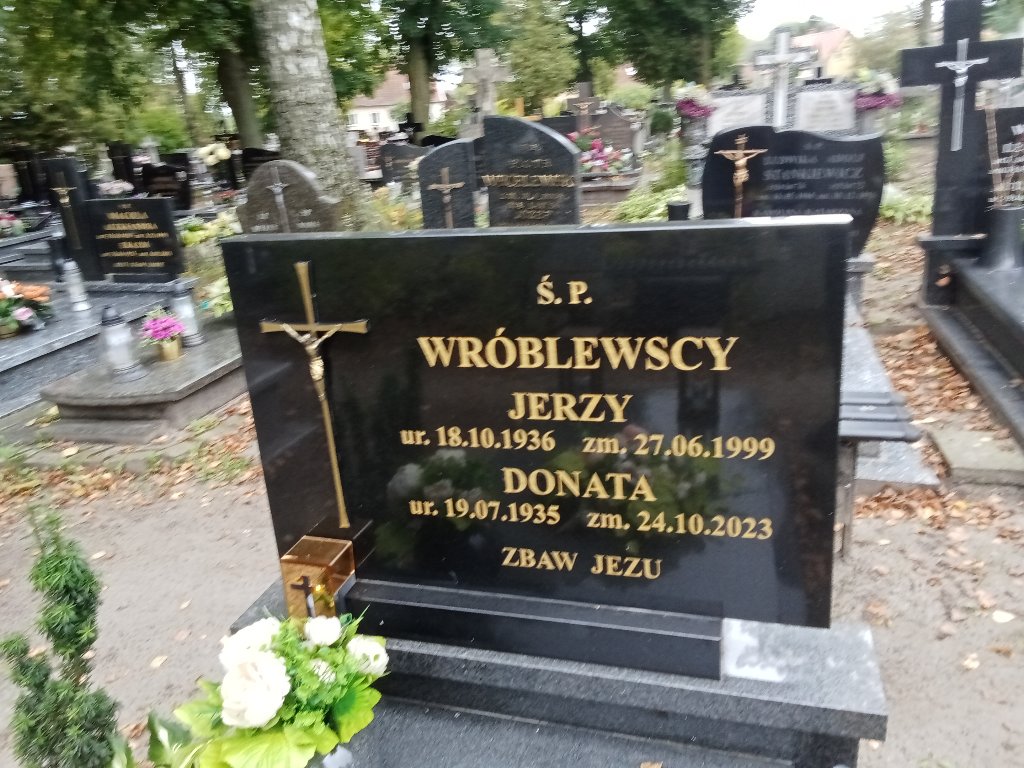 Ś. P.
WRÓBLEWSCY
JERZY
ur. 18.10.1936 zm. 27.06.1999
DONATA
ur. 19.07.1935 zm. 24.10.2023
ZBAW JEZU